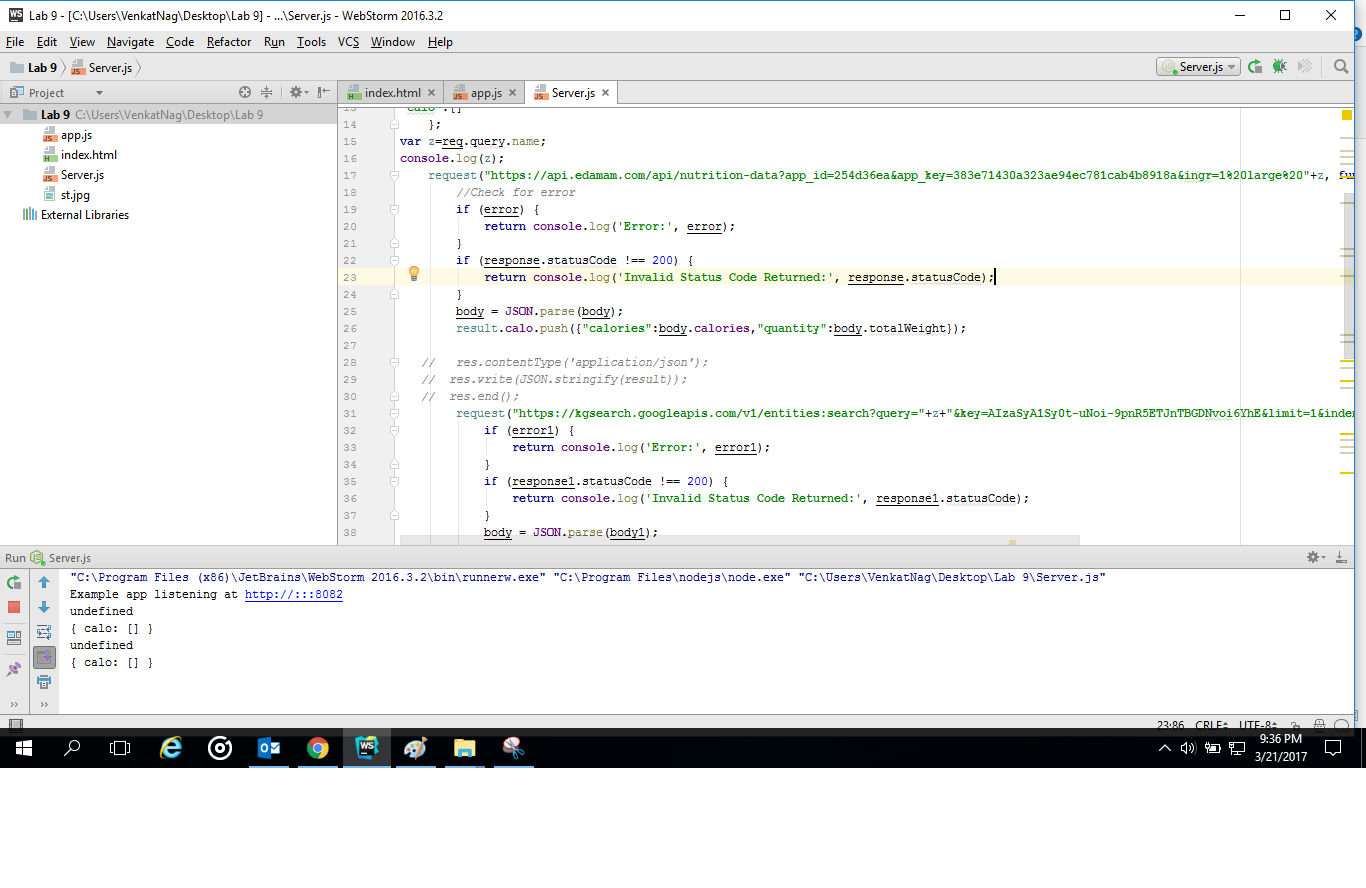 Lab 9 - [C:\Users\VenkatNag\Desktop\Lab 9] - ...\Server.js - WebStorm 2016.3.2
File Edit View Navigate Code Refactor Run Tools VCS Window Help
Lab 9 Server.js Server.js
Project index.html app.js Server.js
Lab 9 C:\Users\VenkatNag\Desktop\Lab 9
app.js
index.html
Server.js
st.jpg
External Libraries
14 };
15 var z=req.query.name;
16 console.log(z);
17 request("https://api.edamam.com/api/nutrition-data?app_id=254d36ea&app_key=383e71430a323ae94ec781cab4b8918a&ingr=1%20large%20"+z, fu
18 //Check for error
19 if (error) {
20 return console.log('Error:', error);
21 }
22 if (response.statusCode !== 200) {
23 return console.log('Invalid Status Code Returned:', response.statusCode);
24 }
25 body = JSON.parse(body);
26 result.calo.push({"calories":body.calories,"quantity":body.totalWeight});
27
28 // res.contentType('application/json');
29 // res.write(JSON.stringify(result));
30 // res.end();
31 request("https://kgsearch.googleapis.com/v1/entities:search?query="+z+"&key=AIzaSyA1Sy0t-uNoi-9pnR5ETJnTBGDNvoi6YhE&limit=1&inden
32 if (error1) {
33 return console.log('Error:', error1);
34 }
35 if (response1.statusCode !== 200) {
36 return console.log('Invalid Status Code Returned:', response1.statusCode);
37 }
38 body = JSON.parse(body1);
Run Server.js
"C:\Program Files (x86)\JetBrains\WebStorm 2016.3.2\bin\runnerw.exe" "C:\Program Files\nodejs\node.exe" "C:\Users\VenkatNag\Desktop\Lab 9\Server.js"
Example app listening at http://:::8082
undefined
{ calo: [] }
undefined
{ calo: [] }
23:86 CRLF UTF-8
9:36 PM
3/21/2017